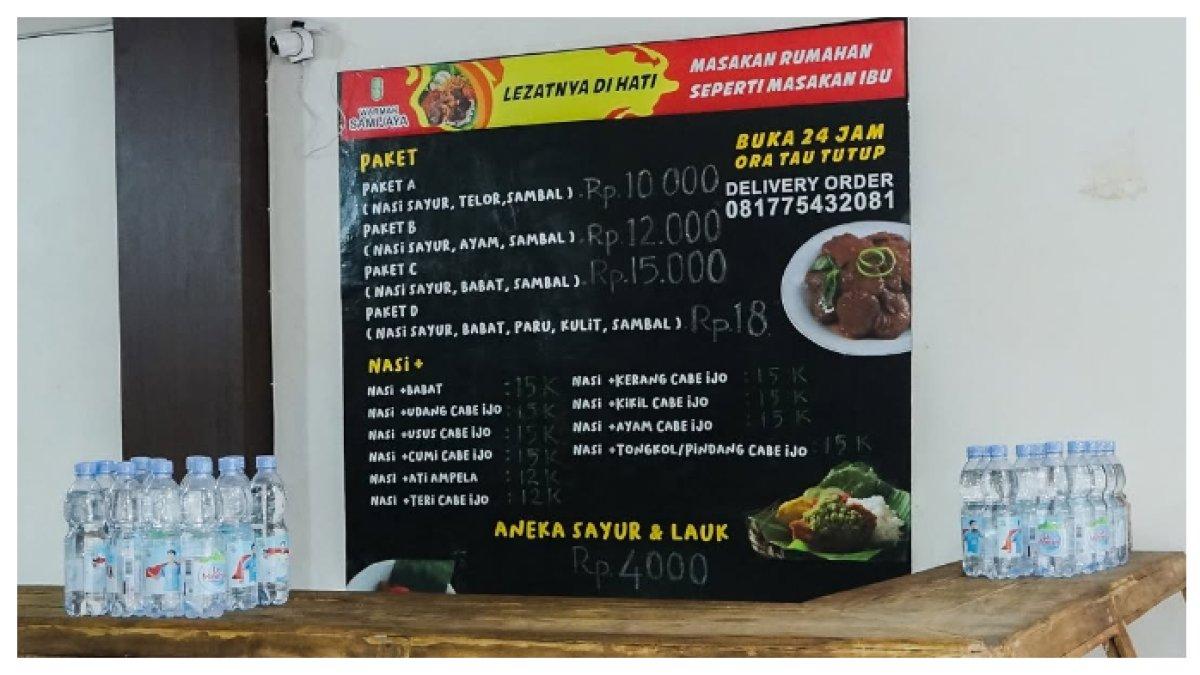 WARMAN
SAMIJAYA
LEZATNYA DI HATI
MASAKAN RUMAHAN
SEPERTI MASAKAN IBU
BUKA 24 JAM
ORA TAU TUTUP
DELIVERY ORDER
081775432081
PAKET
PAKET A
( NASI SAYUR, TELOR,SAMBAL ) . Rp.10 000
PAKET B
( NASI SAYUR, AYAM, SAMBAL ) . Rp.12.000
PAKET C
( NASI SAYUR, BABAT, SAMBAL ) . Rp.15.000
PAKET D
( NASI SAYUR, BABAT, PARU, KULIT, SAMBAL ) . Rp.18.
NASI +
NASI +BABAT : 15 K
NASI +UDANG CABE IJO : 15 K
NASI +USUS CABE IJO : 15 K
NASI +CUMI CABE IJO : 15 K
NASI +ATI AMPELA : 12 K
NASI +TERI CABE IJO : 12 K
NASI +KERANG CABE IJO : 15 K
NASI +KIKIL CABE IJO : 15 K
NASI +AYAM CABE IJO : 15 K
NASI +TONGKOL/PINDANG CABE IJO : 15 K
ANEKA SAYUR & LAUK
Rp.4000